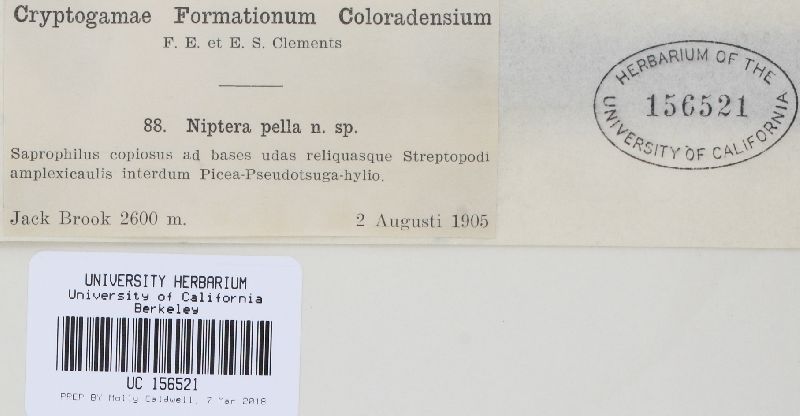 Cryptogamae Formationum Coloradensium
F. E. et E. S. Clements
88. Niptera pella n. sp.
Saprophilus copiosus ad bases udas reliquasque Streptopodi
amplexicaulis interdum Picea-Pseudotsuga-hylio.
Jack Brook 2600 m. 2 Augusti 1905
HERBARIUM OF THE
156521
UNIVERSITY OF CALIFORNIA
UNIVERSITY HERBARIUM
University of California
Berkeley
UC 156521
PREP BY Molly Caldwell, 7 Mar 2018